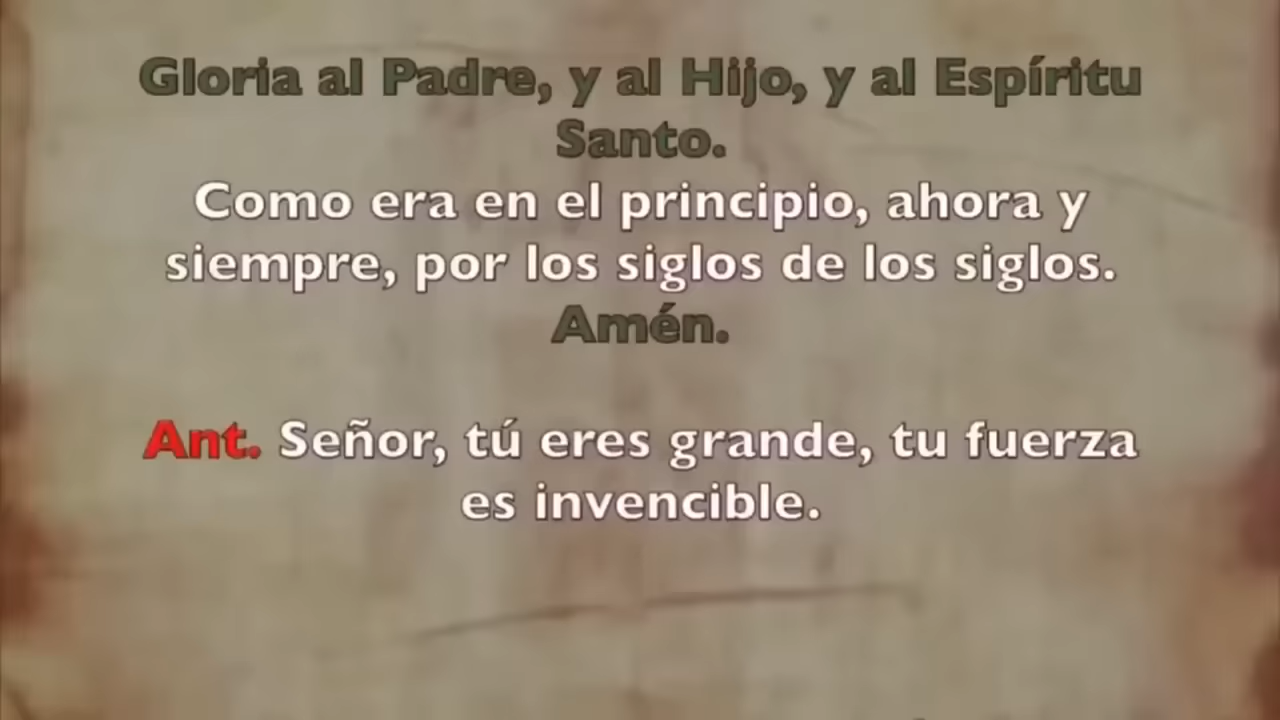 Gloria al Padre, y al Hijo, y al Espíritu
Santo.
Como era en el principio, ahora y
siempre, por los siglos de los siglos.
Amén.
Ant. Señor, tú eres grande, tu fuerza
es invencible.